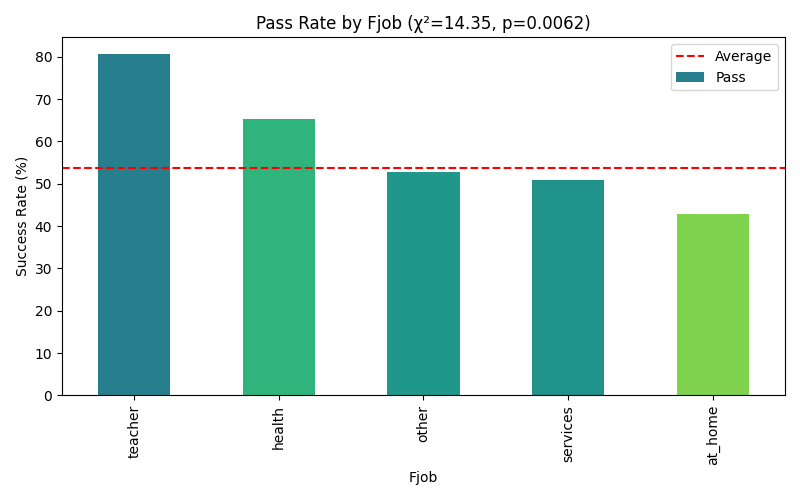 Pass Rate by Fjob (χ²=14.35, p=0.0062)
Average
Pass
Success Rate (%)
80
70
60
50
40
30
20
10
0
teacher
health
other
services
at_home
Fjob